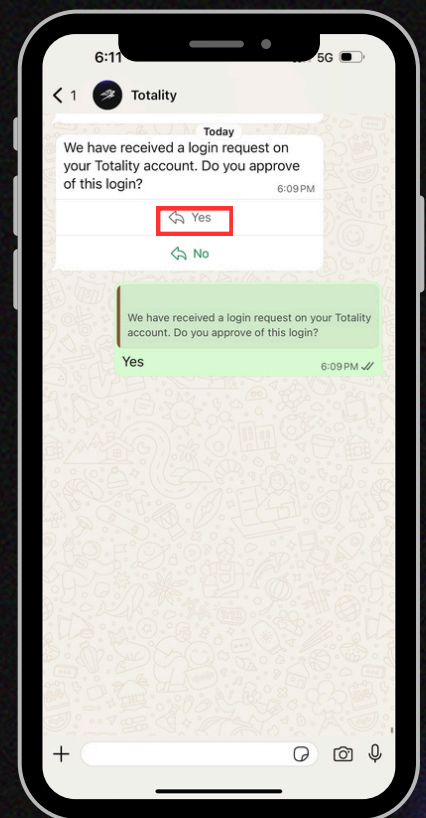 6:11
5G
1
Totality
Today
We have received a login request on
your Totality account. Do you approve
of this login?
6:09 PM
Yes
No
We have received a login request on your Totality
account. Do you approve of this login?
Yes
6:09 PM